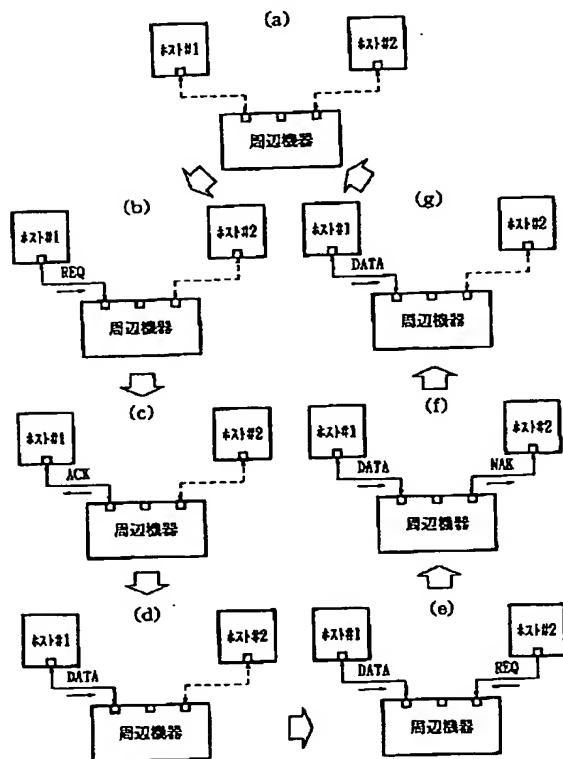 (a)
ホスト#1
ホスト#2
周辺機器
(b)
ホスト#1
ホスト#2
REQ
周辺機器
(g)
ホスト#1
ホスト#2
DATA
周辺機器
(c)
ホスト#1
ホスト#2
ACK
周辺機器
(f)
ホスト#1
ホスト#2
DATA
NAK
周辺機器
(d)
ホスト#1
ホスト#2
DATA
周辺機器
(e)
ホスト#1
ホスト#2
DATA
REQ
周辺機器